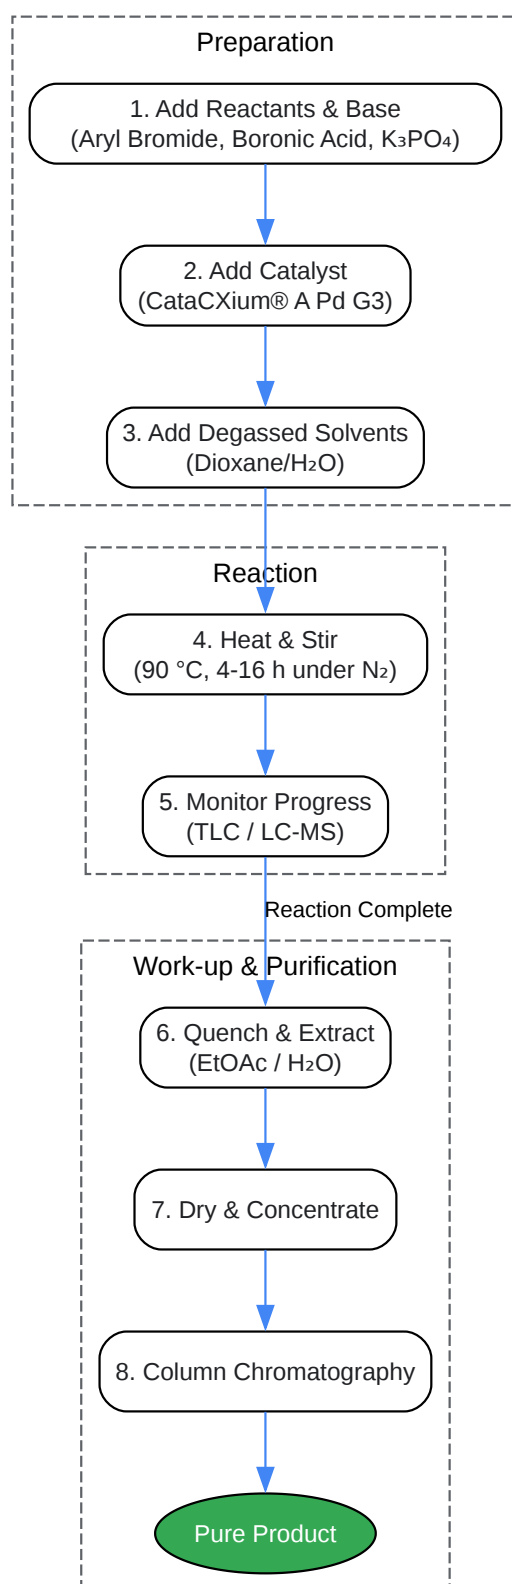 Preparation
1. Add Reactants & Base
(Aryl Bromide, Boronic Acid, K₃PO₄)
2. Add Catalyst
(CataCXium® A Pd G3)
3. Add Degassed Solvents
(Dioxane/H₂O)
Reaction
4. Heat & Stir
(90 °C, 4-16 h under N₂)
5. Monitor Progress
(TLC / LC-MS)
Reaction Complete
Work-up & Purification
6. Quench & Extract
(EtOAc / H₂O)
7. Dry & Concentrate
8. Column Chromatography
Pure Product